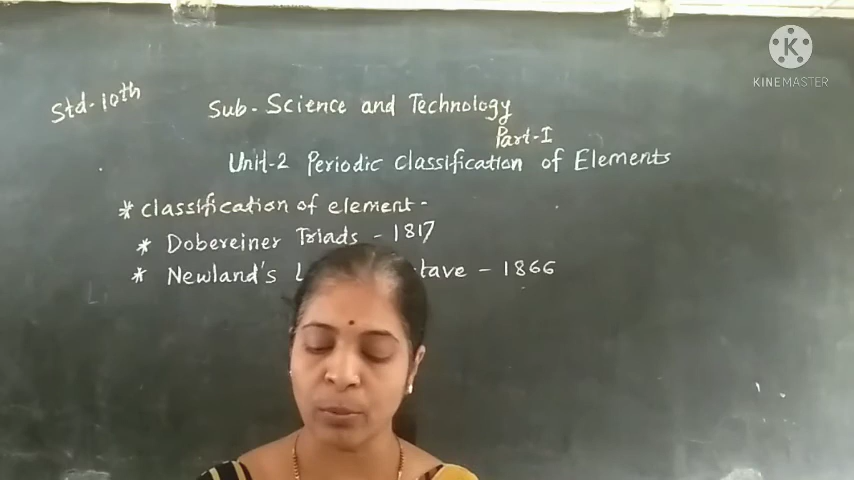 Std-10th
Sub- Science and Technology
Part-I
Unit-2 Periodic Classification of Elements
* Classification of element -
* Dobereiner Triads - 1817
* Newland's L tave - 1866
K
KINEMASTER